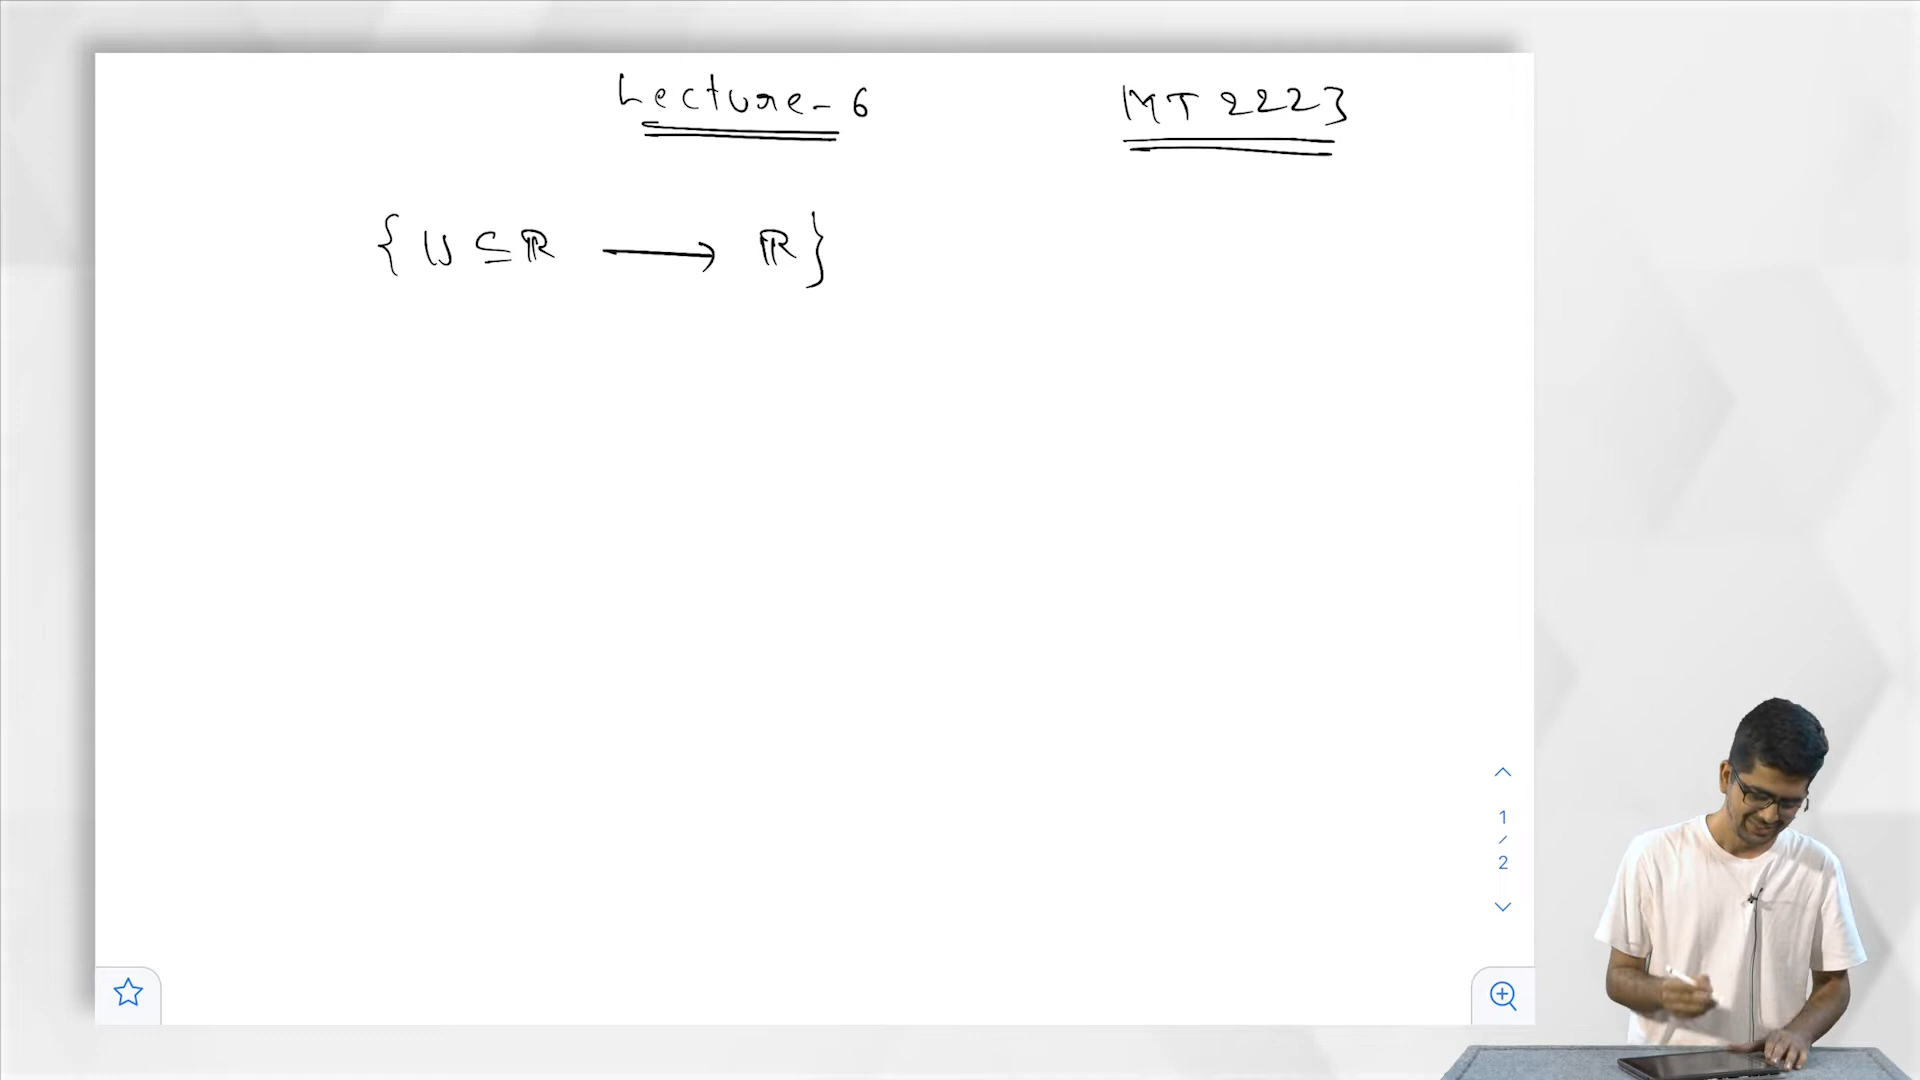 Lecture-6
MT 2223
{ U ⊆ ℝ ⟶ ℝ }
1
/
2